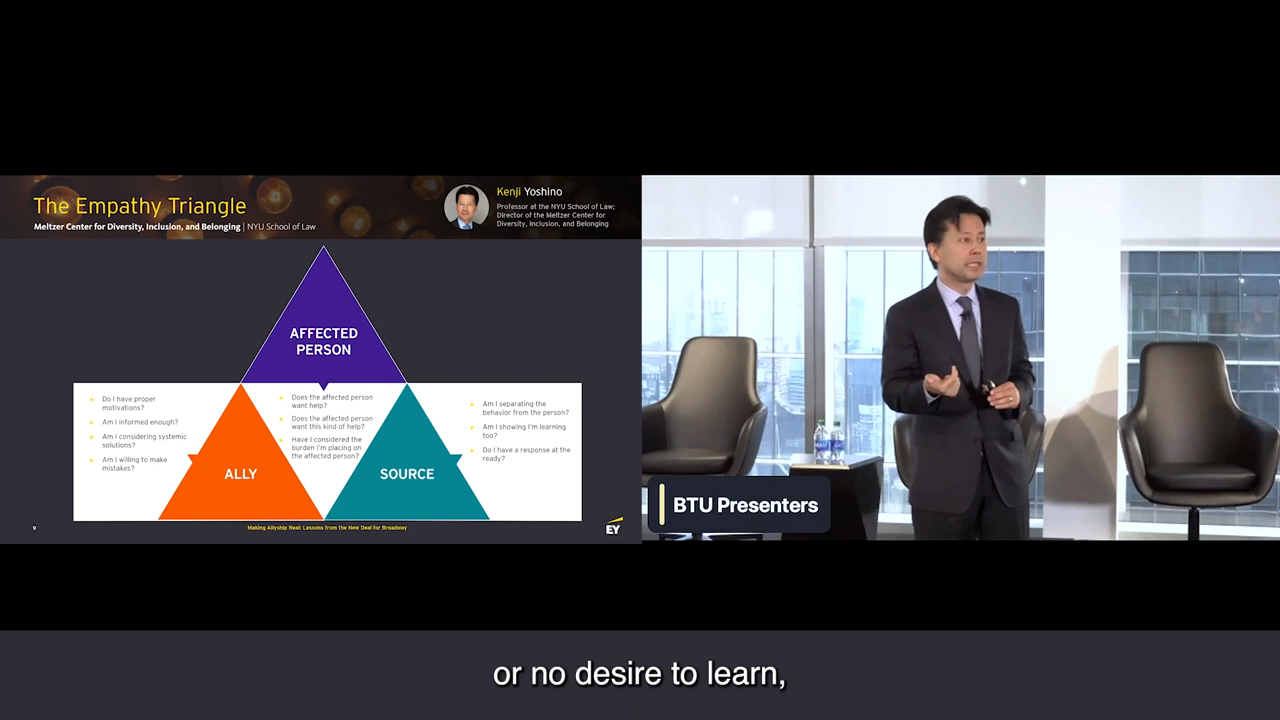 The Empathy Triangle
Meltzer Center for Diversity, Inclusion, and Belonging | NYU School of Law
Kenji Yoshino
Professor at the NYU School of Law;
Director of the Meltzer Center for
Diversity, Inclusion, and Belonging
AFFECTED
PERSON
Do I have proper
motivations?
Am I informed enough?
Am I considering systemic
solutions?
Am I willing to make
mistakes?
ALLY
Does the affected person
want help?
Does the affected person
want this kind of help?
Have I considered the
burden I'm placing on
the affected person?
SOURCE
Am I separating the
behavior from the person?
Am I showing I'm learning
too?
Do I have a response at the
ready?
9
Making Allyship Real: Lessons from the New Deal for Broadway
EY
BTU Presenters
or no desire to learn,